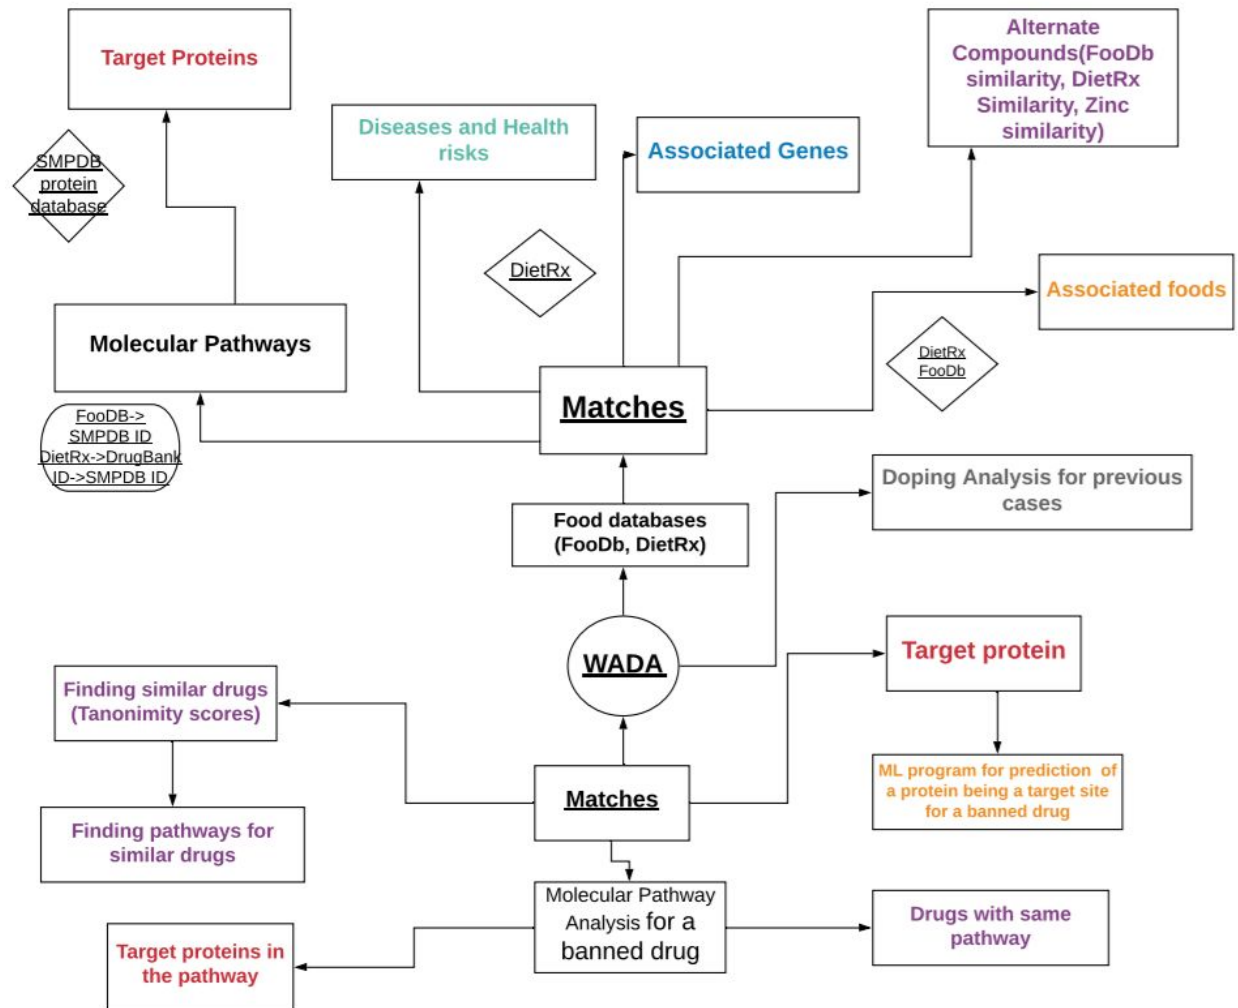 Target Proteins
Alternate
Compounds(FooDb
similarity, DietRx
Similarity, Zinc
similarity)
Diseases and Health
risks
Associated Genes
SMPDB
protein
database
DietRx
Associated foods
Molecular Pathways
DietRx
FooDb
Matches
FooDB->
SMPDB ID
DietRx->DrugBank
ID->SMPDB ID
Doping Analysis for previous
cases
Food databases
(FooDb, DietRx)
WADA
Target protein
Finding similar drugs
(Tanonimity scores)
ML program for prediction of
a protein being a target site
for a banned drug
Matches
Finding pathways for
similar drugs
Molecular Pathway
Analysis for a
banned drug
Drugs with same
pathway
Target proteins in
the pathway